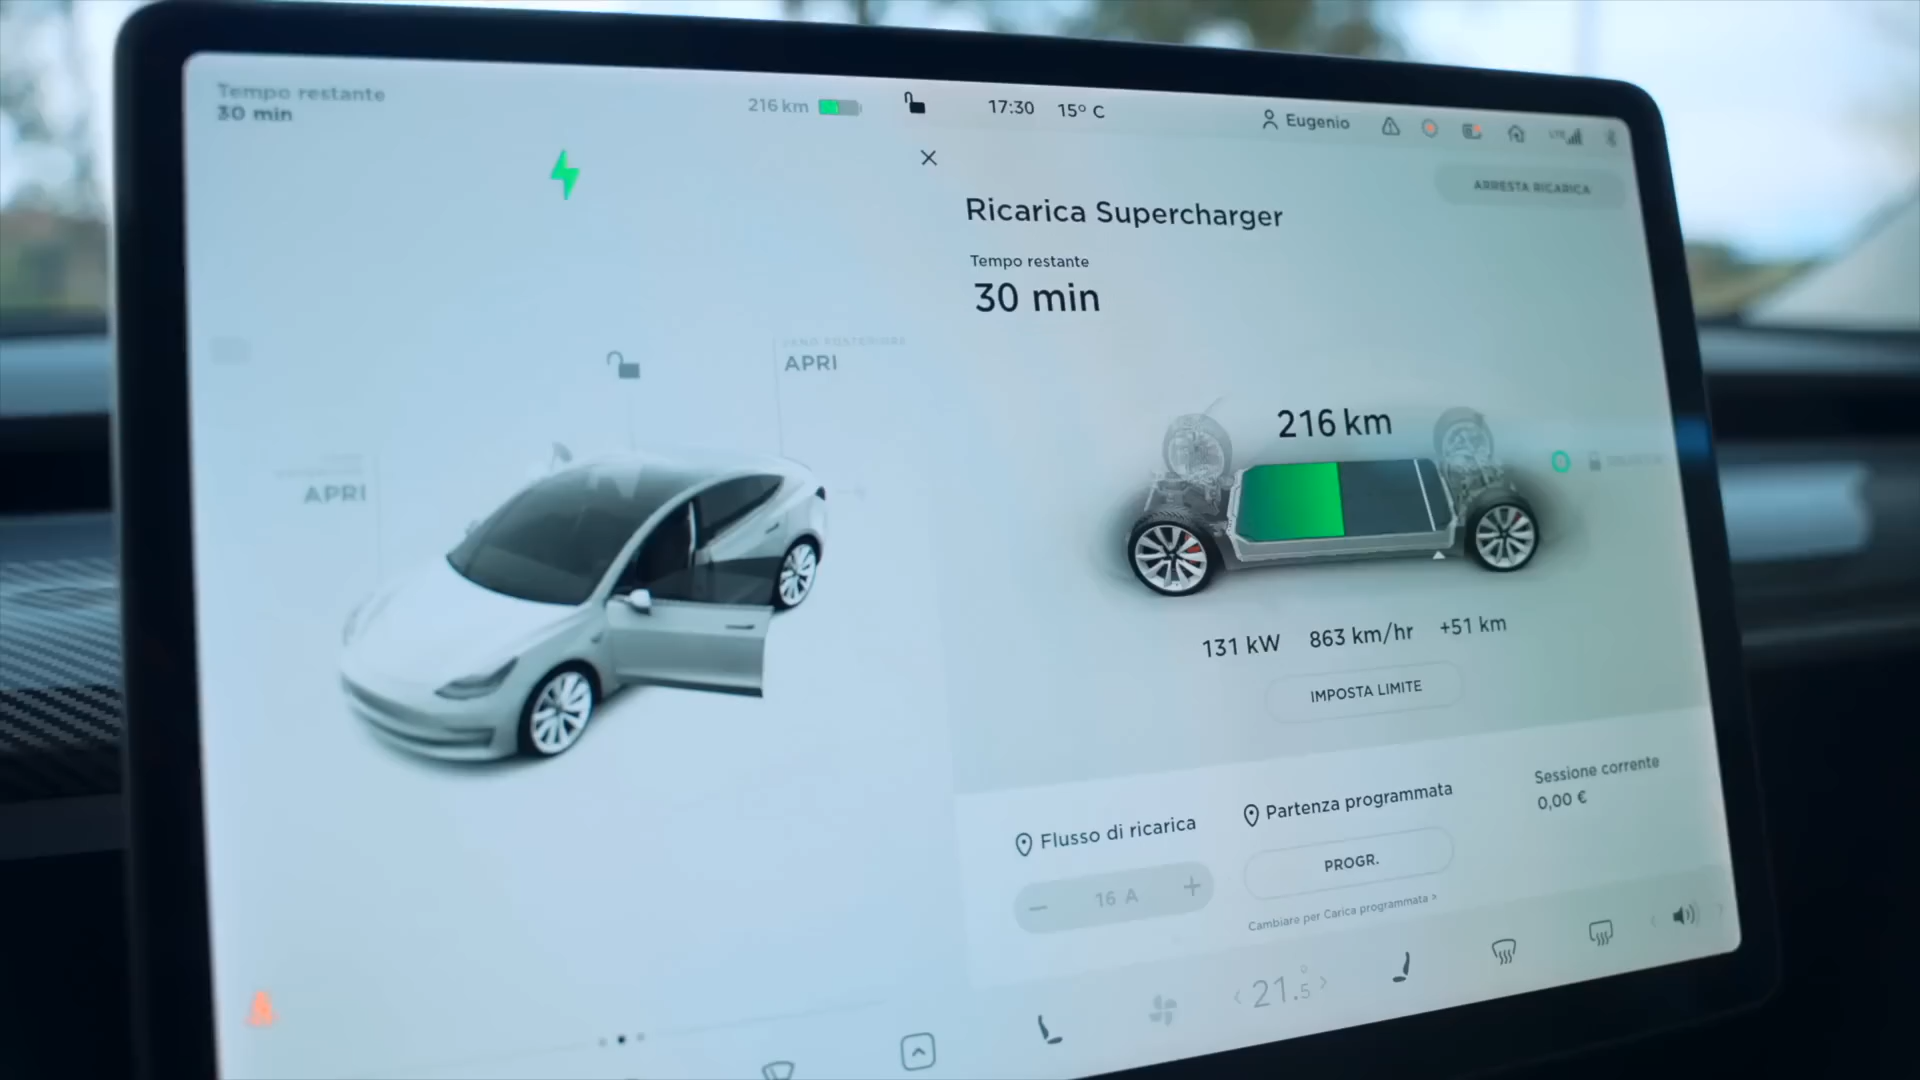 Tempo restante
30 min
216 km
17:30 15º C
Eugenio
LTE
ARRESTA RICARICA
Ricarica Supercharger
Tempo restante
30 min
APRI
APRI
216 km
131 kW 863 km/hr +51 km
IMPOSTA LIMITE
Flusso di ricarica
16 A
Partenza programmata
PROGR.
Cambiare per Carica programmata >
Sessione corrente
0,00 €
21.5°